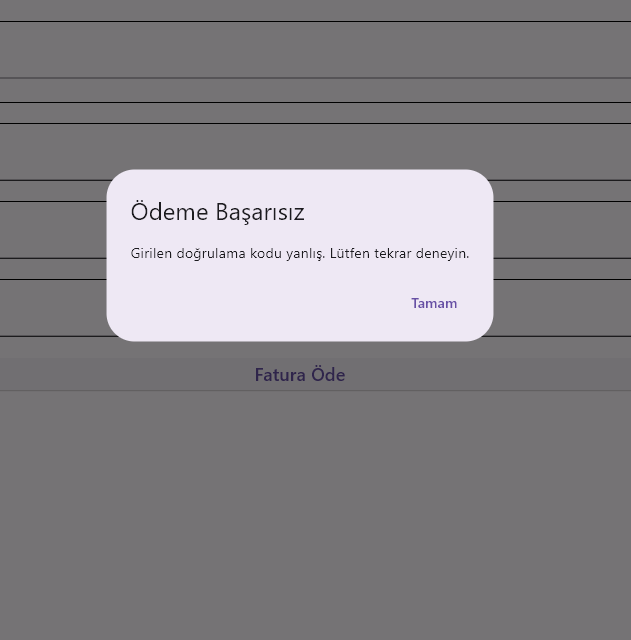 Ödeme Başarısız
Girilen doğrulama kodu yanlış. Lütfen tekrar deneyin.
Tamam
Fatura Öde